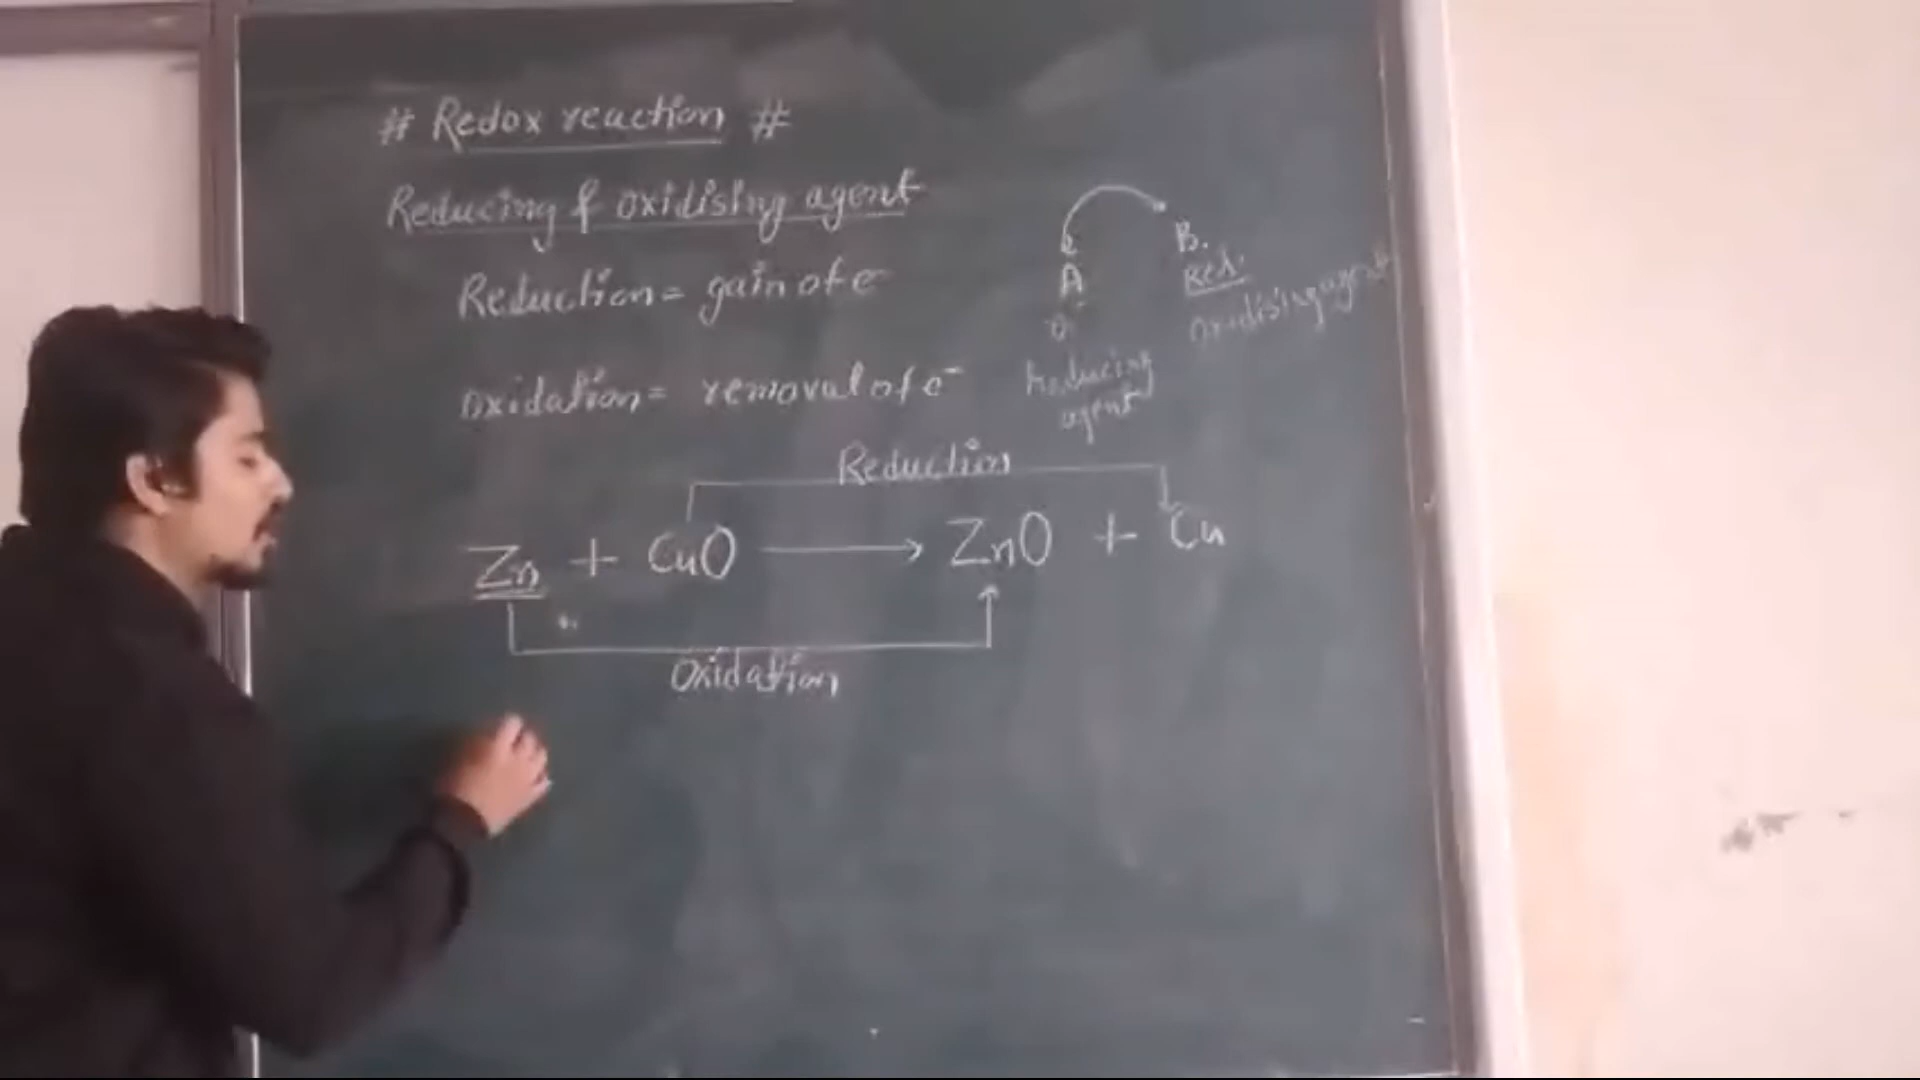 # Redox reaction #
Reducing & oxidising agent
Reduction = gain of e⁻
oxidation = removal of e⁻
e
A
B.
Red.
oxidising agent
reducing
agent
Reduction
Zn + CuO → ZnO + Cu
Oxidation